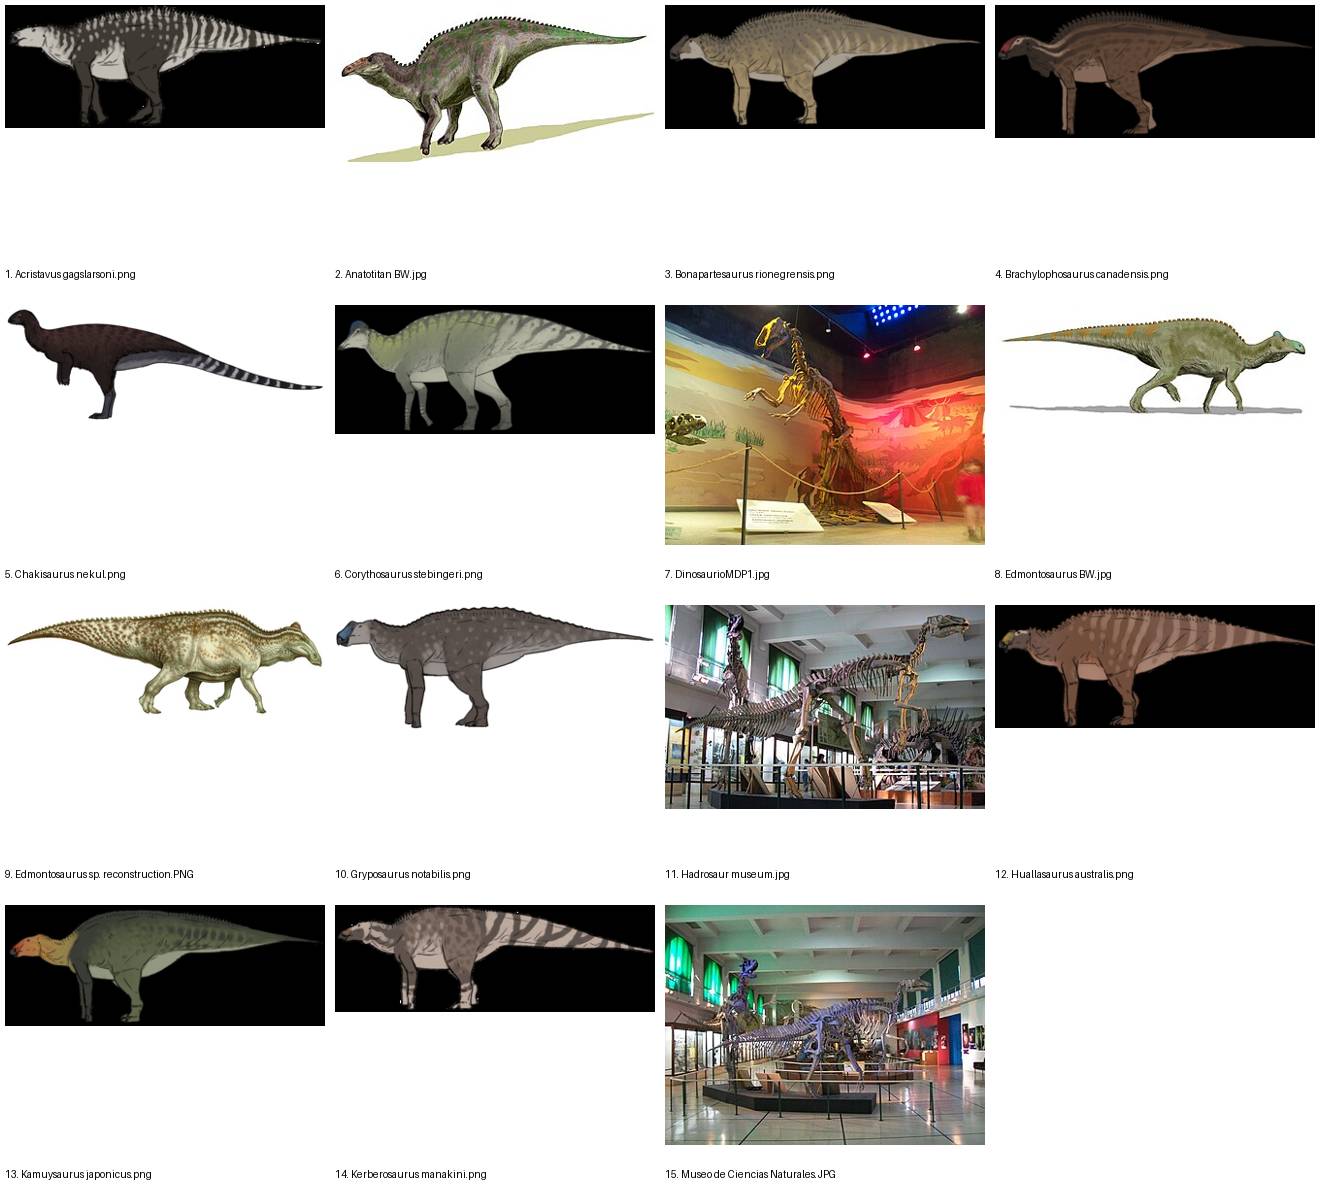 1. Acristavus gagslarsoni.png
2. Anatotitan BW.jpg
3. Bonapartesaurus rionegrensis.png
4. Brachylophosaurus canadensis.png
5. Chakisaurus nekul.png
6. Corythosaurus stebingeri.png
7. DinosaurioMDP1.jpg
8. Edmontosaurus BW.jpg
9. Edmontosaurus sp. reconstruction.PNG
10. Gryposaurus notabilis.png
11. Hadrosaur museum.jpg
12. Huallasaurus australis.png
13. Kamuysaurus japonicus.png
14. Kerberosaurus manakini.png
15. Museo de Ciencias Naturales.JPG